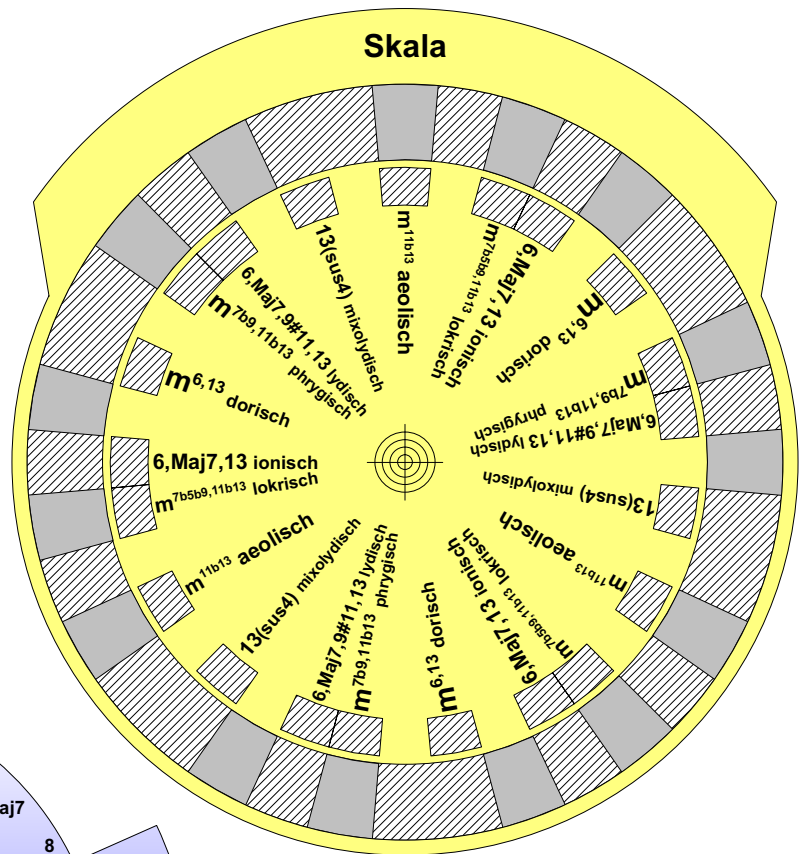 Skala
m11b13 aeolisch
m7b5b9,11b13 lokrisch
6,Maj7,13 ionisch
m6,13 dorisch
m7b9,11b13 phrygisch
6,Maj7,9#11,13 lydisch
13(sus4) mixolydisch
m11b13 aeolisch
m7b5b9,11b13 lokrisch
6,Maj7,13 ionisch
m6,13 dorisch
m7b9,11b13 phrygisch
6,Maj7,9#11,13 lydisch
13(sus4) mixolydisch
m11b13 aeolisch
m7b5b9,11b13 lokrisch
6,Maj7,13 ionisch
m6,13 dorisch
m7b9,11b13 phrygisch
6,Maj7,9#11,13 lydisch
13(sus4) mixolydisch
aj7
8